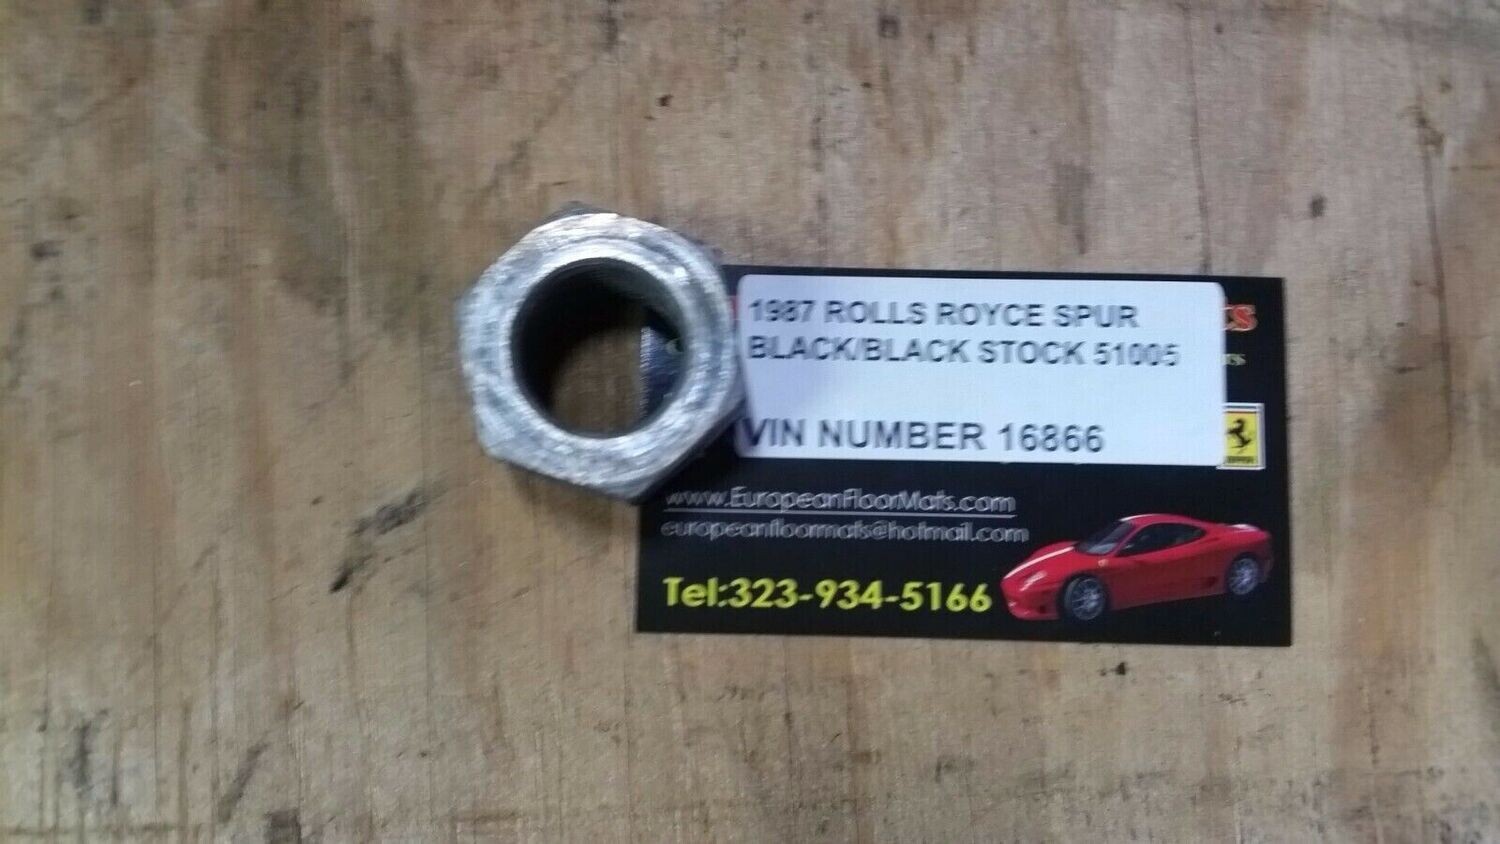 1987 ROLLS ROYCE SPUR
BLACK/BLACK STOCK 51005
VIN NUMBER 16866
www.EuropeanFloorMats.com
europeanfloormats@hotmail.com
Tel:323-934-5166